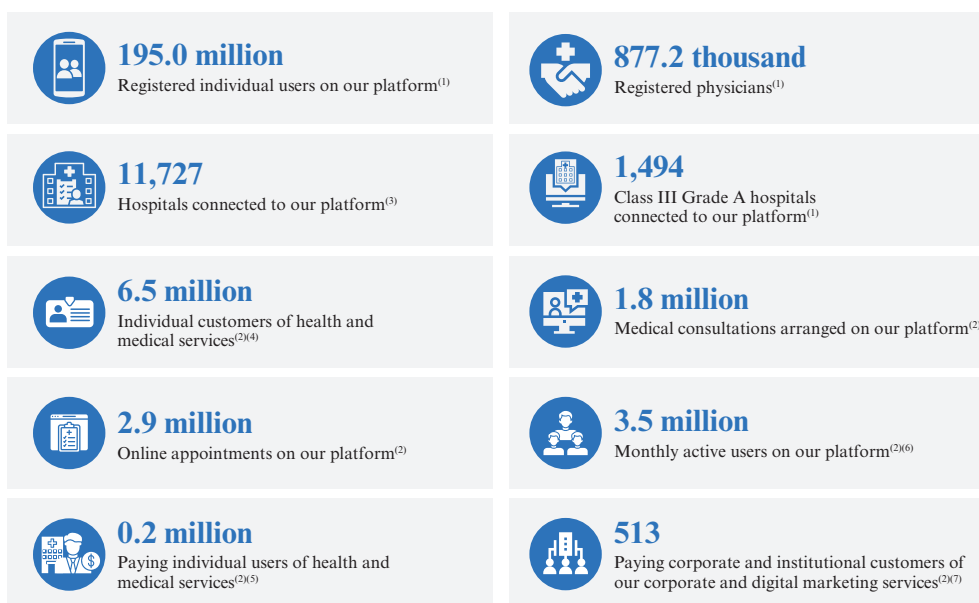 195.0 million
Registered individual users on our platform(1)
877.2 thousand
Registered physicians(1)
11,727
Hospitals connected to our platform(3)
1,494
Class III Grade A hospitals
connected to our platform(1)
6.5 million
Individual customers of health and
medical services(2)(4)
1.8 million
Medical consultations arranged on our platform(2)
2.9 million
Online appointments on our platform(2)
3.5 million
Monthly active users on our platform(2)(6)
0.2 million
Paying individual users of health and
medical services(2)(5)
513
Paying corporate and institutional customers of
our corporate and digital marketing services(2)(7)